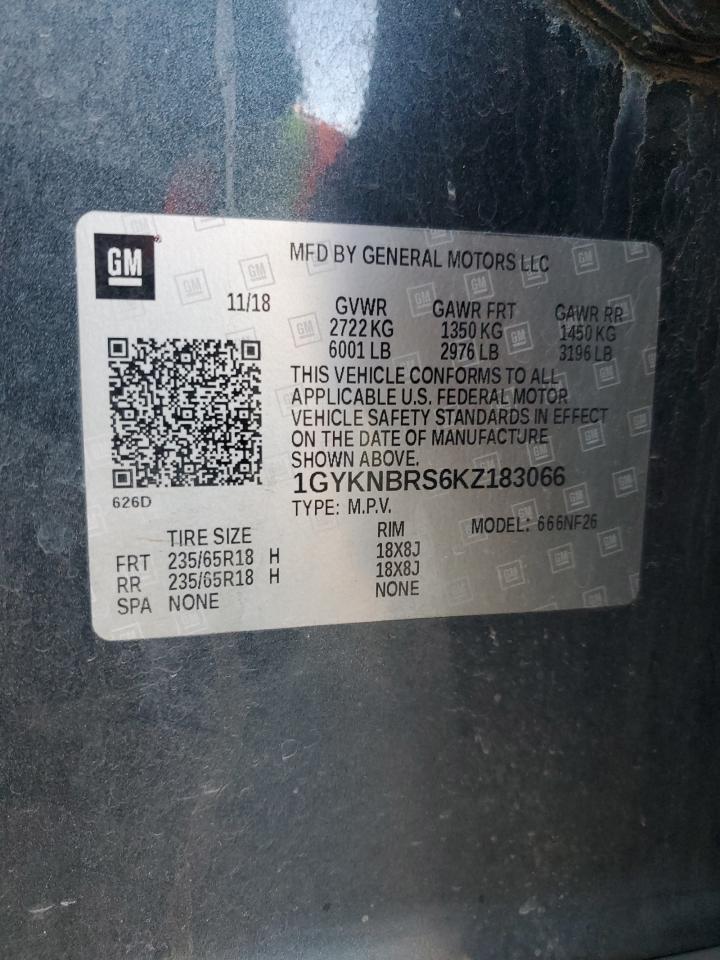 GM
MFD BY GENERAL MOTORS LLC
11/18
GVWR GAWR FRT GAWR RR
2722 KG 1350 KG 1450 KG
6001 LB 2976 LB 3196 LB
THIS VEHICLE CONFORMS TO ALL
APPLICABLE U.S. FEDERAL MOTOR
VEHICLE SAFETY STANDARDS IN EFFECT
ON THE DATE OF MANUFACTURE
SHOWN ABOVE.
1GYKNBRS6KZ183066
626D
TYPE: M.P.V. MODEL: 666NF26
TIRE SIZE RIM
FRT 235/65R18 H 18X8J
RR 235/65R18 H 18X8J
SPA NONE NONE